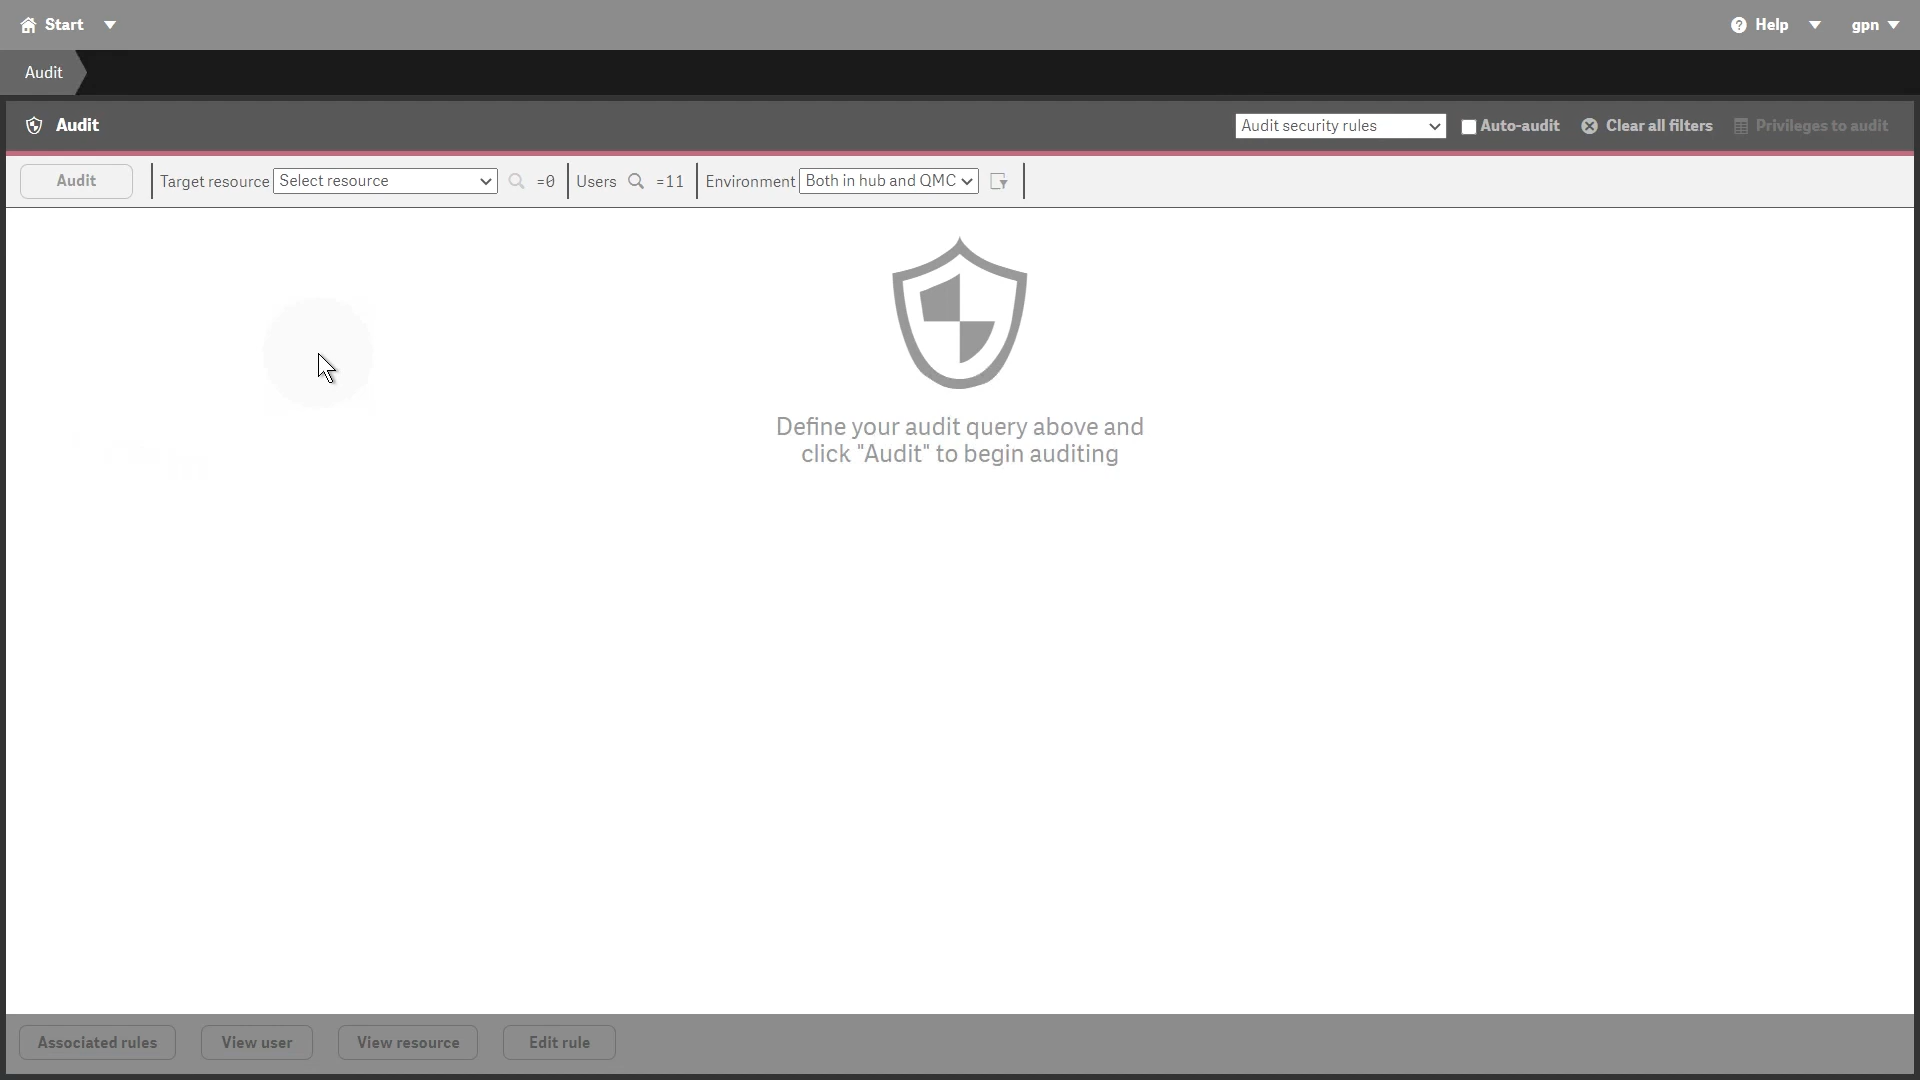 Start
Help
gpn
Audit
Audit
Audit security rules
Auto-audit
Clear all filters
Privileges to audit
Audit
Target resource
Select resource
=0
Users
=11
Environment
Both in hub and QMC
Define your audit query above and
click "Audit" to begin auditing
Associated rules
View user
View resource
Edit rule